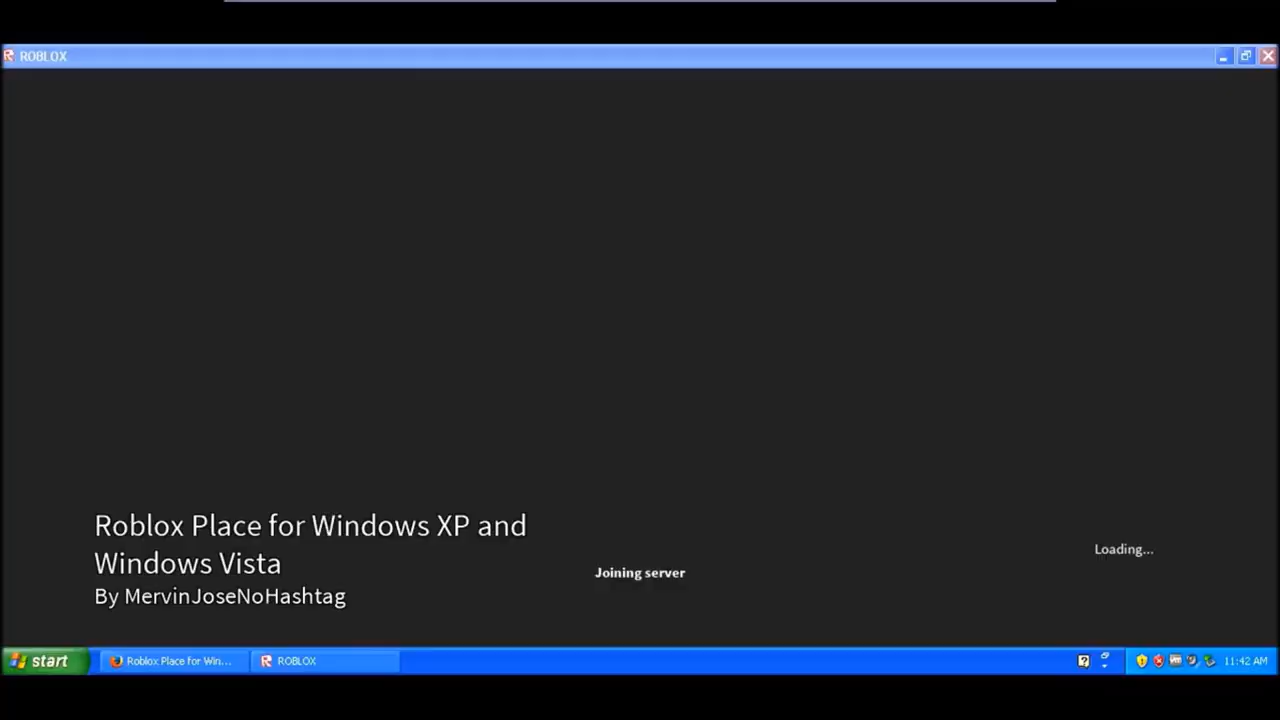 ROBLOX
Roblox Place for Windows XP and
Windows Vista
By MervinJoseNoHashtag
Joining server
Loading...
start
Roblox Place for Win...
ROBLOX
11:42 AM